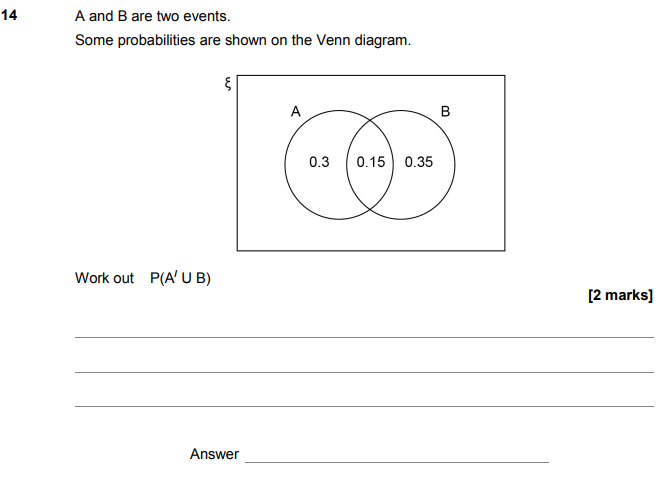 14 A and B are two events.
Some probabilities are shown on the Venn diagram.
ξ
A B
0.3 0.15 0.35
Work out P(A′ ∪ B)
[2 marks]
Answer